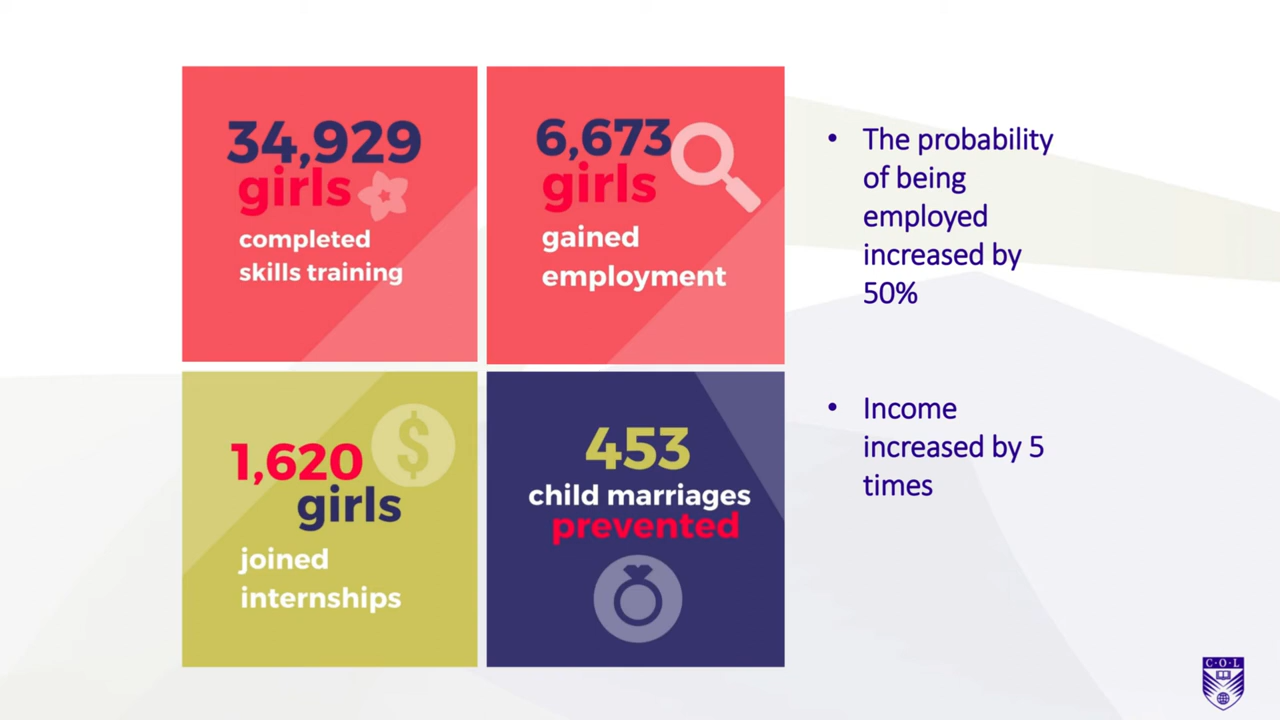 34,929
girls
completed
skills training
6,673
girls
gained
employment
1,620
girls
joined
internships
453
child marriages
prevented
• The probability
of being
employed
increased by
50%
• Income
increased by 5
times
C·O·L